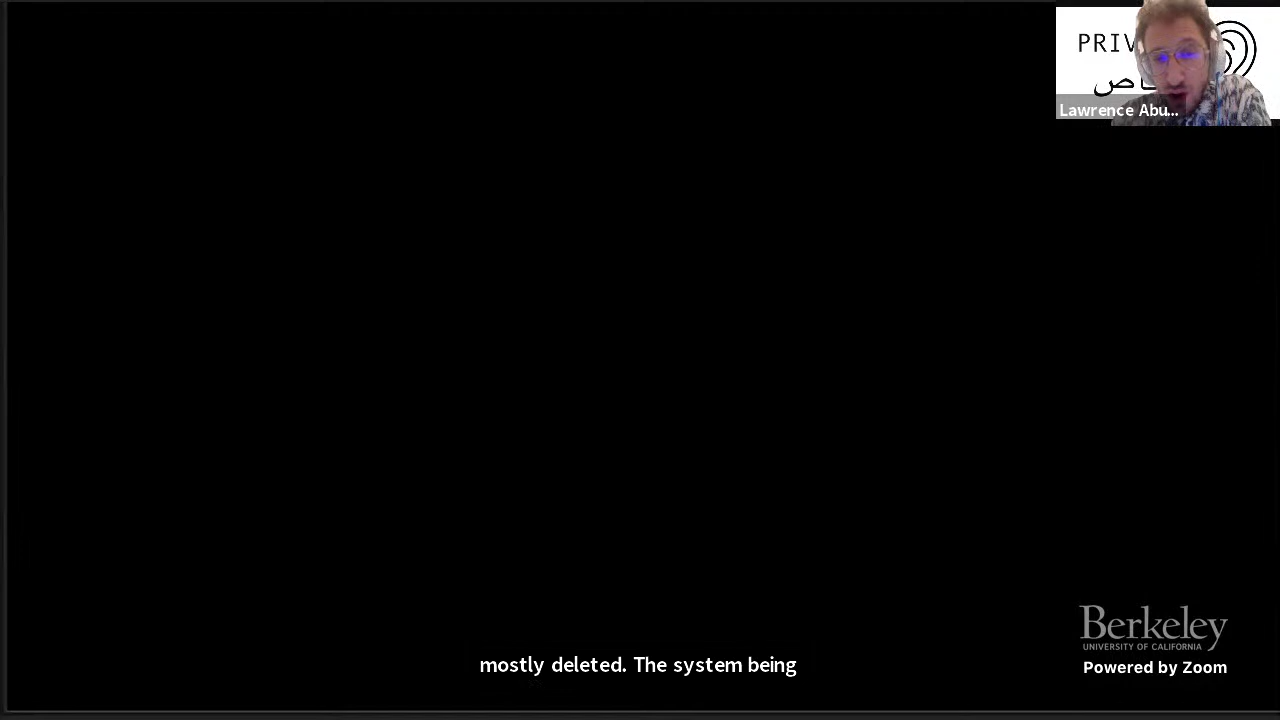 PRIV
Lawrence Abu...
mostly deleted. The system being
Berkeley
UNIVERSITY OF CALIFORNIA
Powered by Zoom